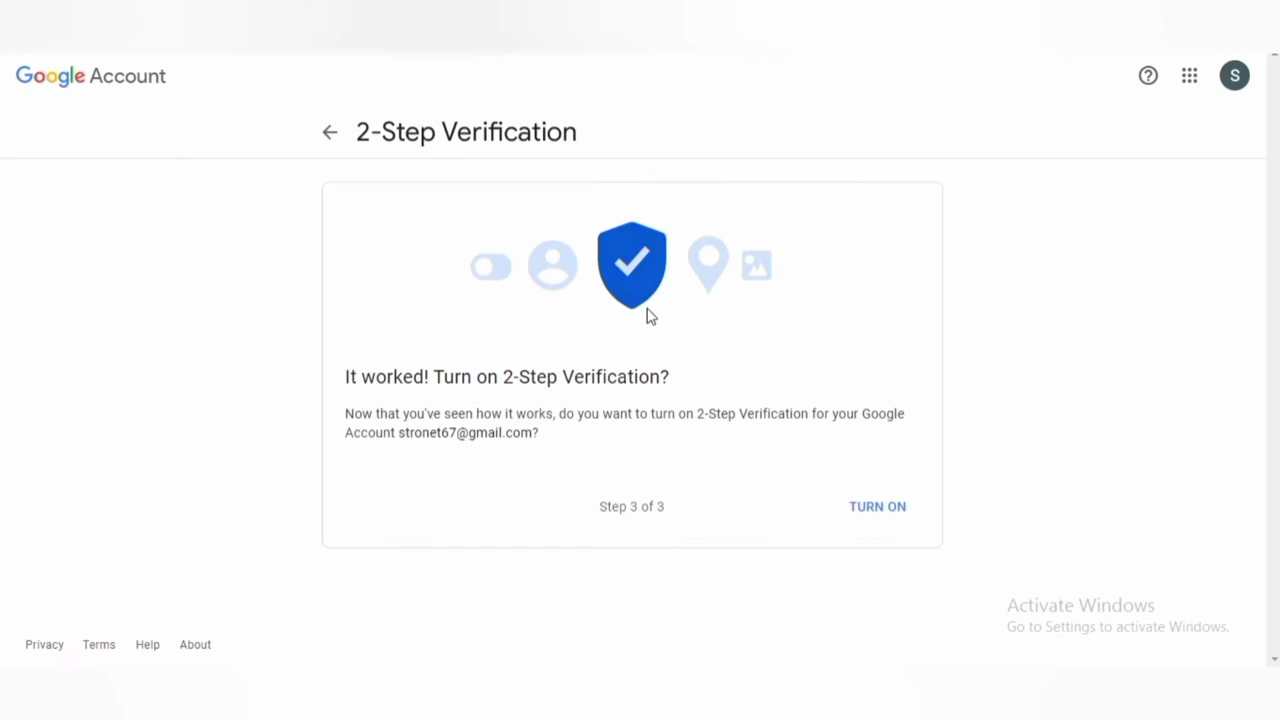 Google Account
S
2-Step Verification
It worked! Turn on 2-Step Verification?
Now that you've seen how it works, do you want to turn on 2-Step Verification for your Google
Account stronet67@gmail.com?
Step 3 of 3
TURN ON
Activate Windows
Go to Settings to activate Windows.
Privacy Terms Help About